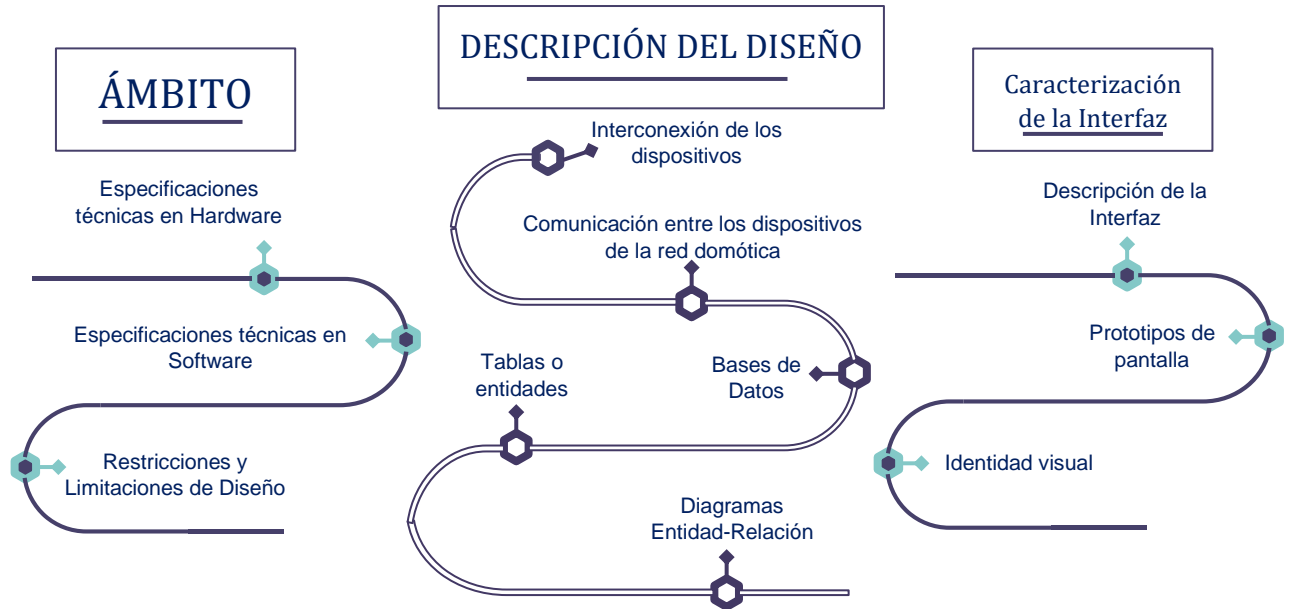 ÁMBITO
Especificaciones
técnicas en Hardware
Especificaciones técnicas en
Software
Restricciones y
Limitaciones de Diseño
DESCRIPCIÓN DEL DISEÑO
Interconexión de los
dispositivos
Comunicación entre los dispositivos
de la red domótica
Bases de
Datos
Tablas o
entidades
Diagramas
Entidad-Relación
Caracterización
de la Interfaz
Descripción de la
Interfaz
Prototipos de
pantalla
Identidad visual